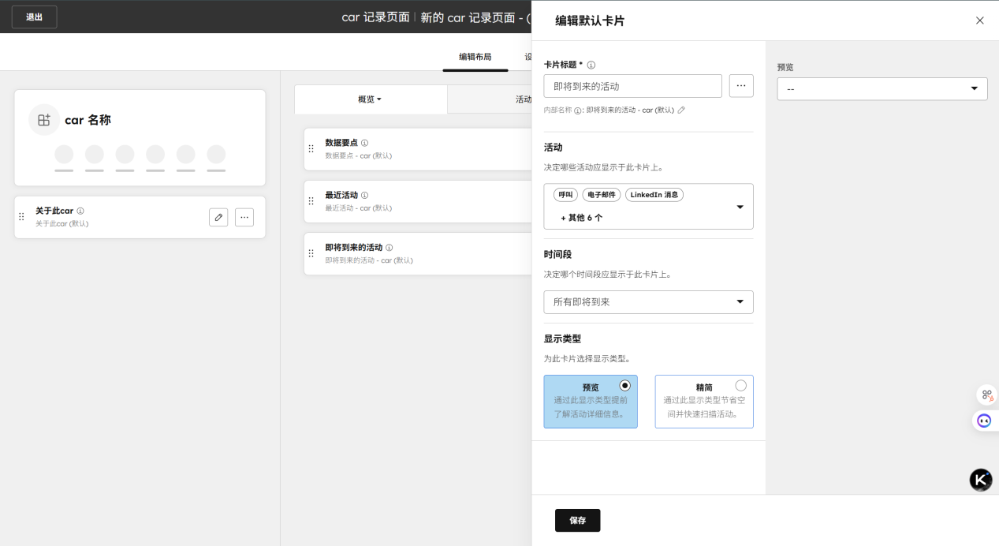 退出
car 记录页面 | 新的 car 记录页面 - (
编辑布局
设
car 名称
关于此car
关于此car (默认)
概览
活动
数据要点
数据要点 - car (默认)
最近活动
最近活动 - car (默认)
即将到来的活动
即将到来的活动 - car (默认)
编辑默认卡片
卡片标题 *
即将到来的活动
内部名称 : 即将到来的活动 - car (默认)
活动
决定哪些活动应显示于此卡片上。
呼叫 电子邮件 LinkedIn 消息
+ 其他 6 个
时间段
决定哪个时间段应显示于此卡片上。
所有即将到来
显示类型
为此卡片选择显示类型。
预览
通过此显示类型提前
了解活动详细信息。
精简
通过此显示类型节省空
间并快速扫描活动。
保存
预览
--
K